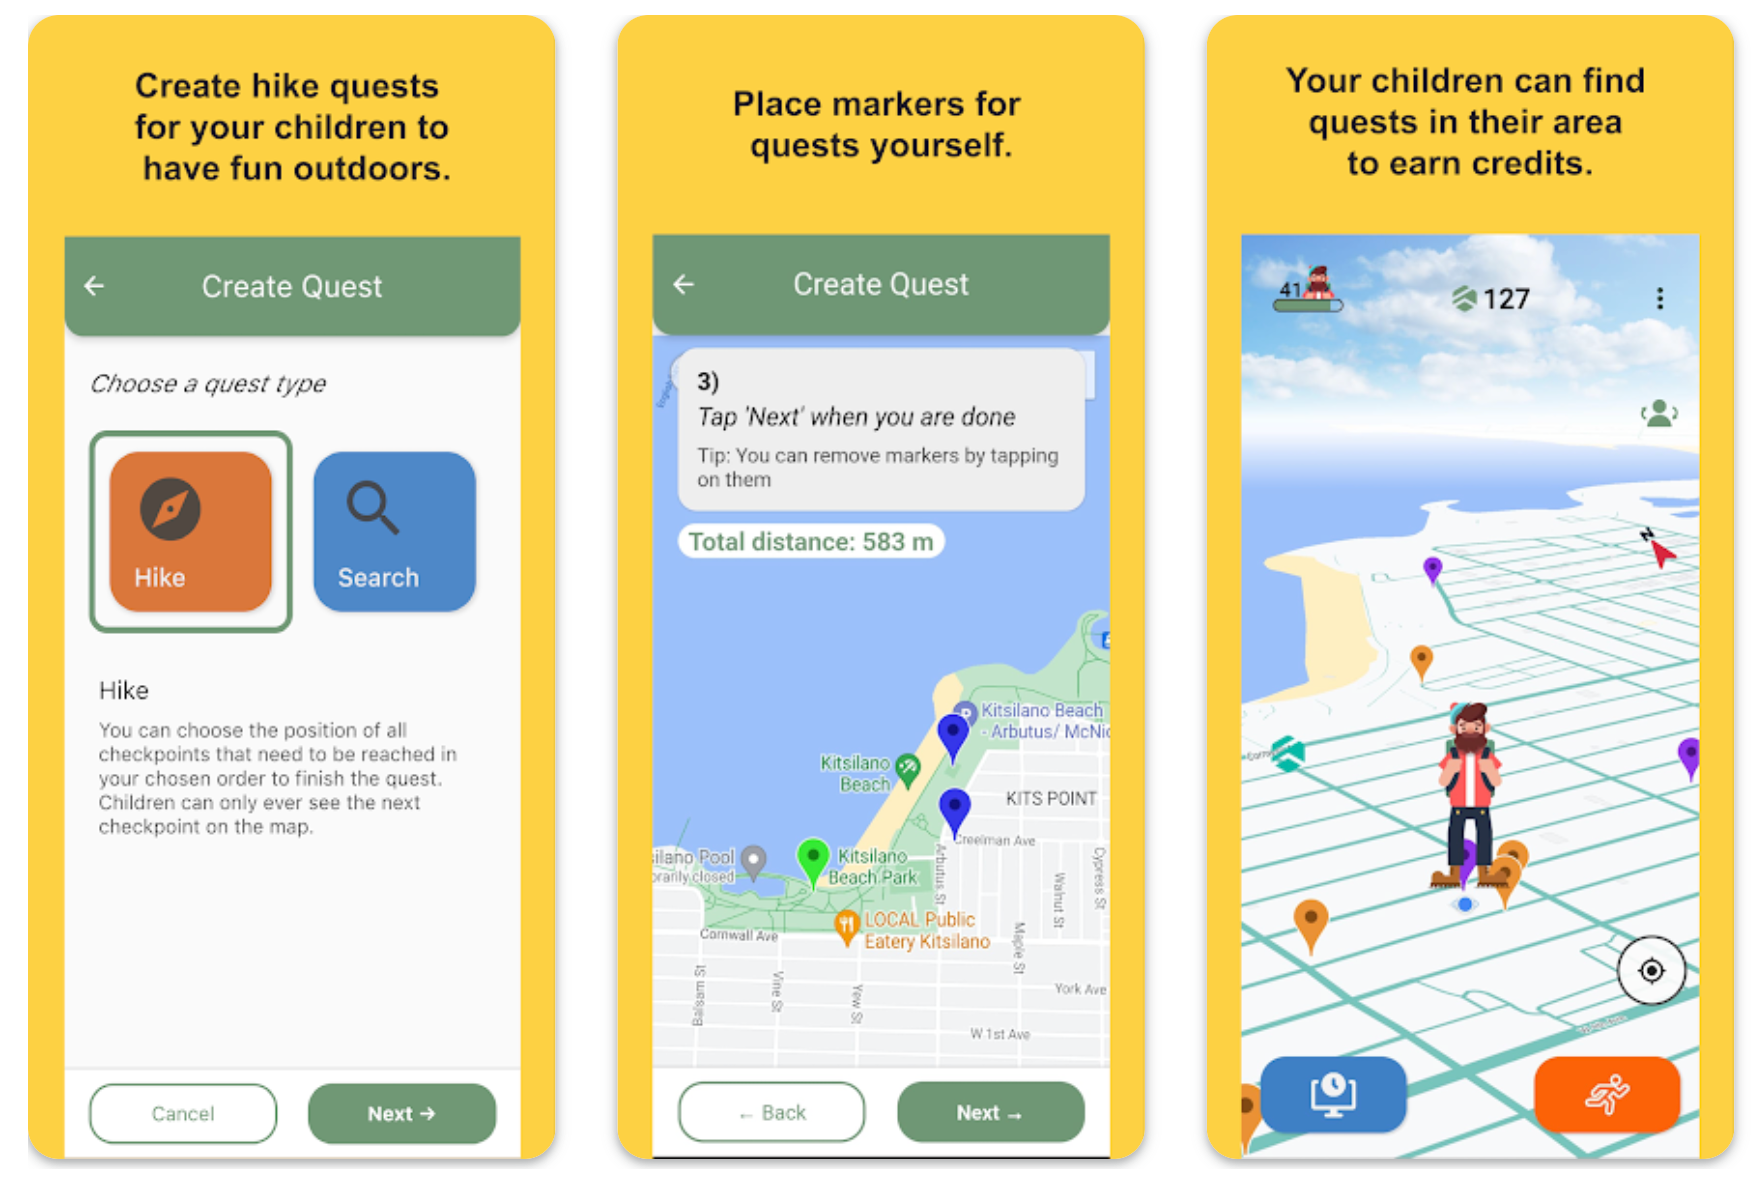 Create hike quests
for your children to
have fun outdoors.
Create Quest
Choose a quest type
Hike
Search
Hike
You can choose the position of all
checkpoints that need to be reached in
your chosen order to finish the quest.
Children can only ever see the next
checkpoint on the map.
Cancel
Next →
Place markers for
quests yourself.
Create Quest
3)
Tap 'Next' when you are done
Tip: You can remove markers by tapping
on them
Total distance: 583 m
Kitsilano Beach
- Arbutus/ McNic
Kitsilano
Beach
KITS POINT
Creelman Ave
silano Pool
orarily closed
Kitsilano
Beach Park
Arbutus St
Cypress St
Walnut St
LOCAL Public
Eatery Kitsilano
Cornwall Ave
Maple St
Balsam St
Vine St
Yew St
York Ave
W 1st Ave
← Back
Next →
Your children can find
quests in their area
to earn credits.
41
127
N